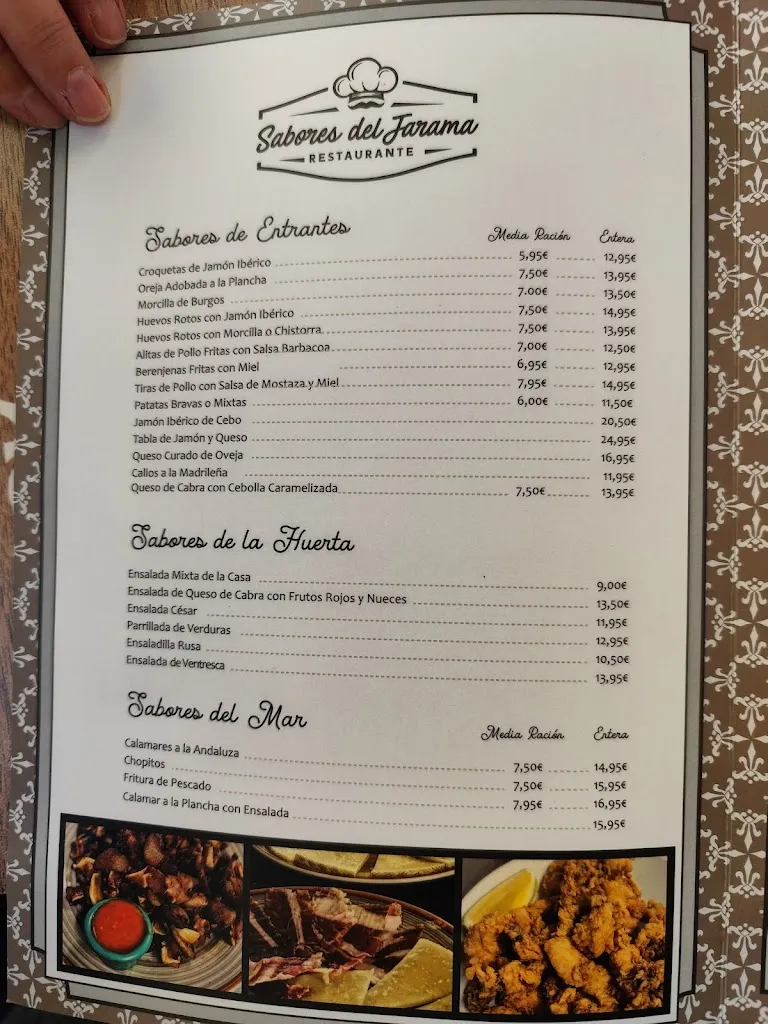 Sabores del Jarama
RESTAURANTE
Sabores de Entrantes Media Ración Entera
Croquetas de Jamón Ibérico 5,95€ 12,95€
Oreja Adobada a la Plancha 7,50€ 13,95€
Morcilla de Burgos 7.00€ 13,50€
Huevos Rotos con Jamón Ibérico 7,50€ 14,95€
Huevos Rotos con Morcilla o Chistorra 7,50€ 13,95€
Alitas de Pollo Fritas con Salsa Barbacoa 7,00€ 12,50€
Berenjenas Fritas con Miel 6,95€ 12,95€
Tiras de Pollo con Salsa de Mostaza y Miel 7,95€ 14,95€
Patatas Bravas o Mixtas 6,00€ 11,50€
Jamón Ibérico de Cebo 20,50€
Tabla de Jamón y Queso 24,95€
Queso Curado de Oveja 16,95€
Callos a la Madrileña 11,95€
Queso de Cabra con Cebolla Caramelizada 7,50€ 13,95€
Sabores de la Huerta
Ensalada Mixta de la Casa 9,00€
Ensalada de Queso de Cabra con Frutos Rojos y Nueces 13,50€
Ensalada César 11,95€
Parrillada de Verduras 12,95€
Ensaladilla Rusa 10,50€
Ensalada de Ventresca 13,95€
Sabores del Mar Media Ración Entera
Calamares a la Andaluza 7,50€ 14,95€
Chopitos 7,50€ 15,95€
Fritura de Pescado 7,95€ 16,95€
Calamar a la Plancha con Ensalada 15,95€